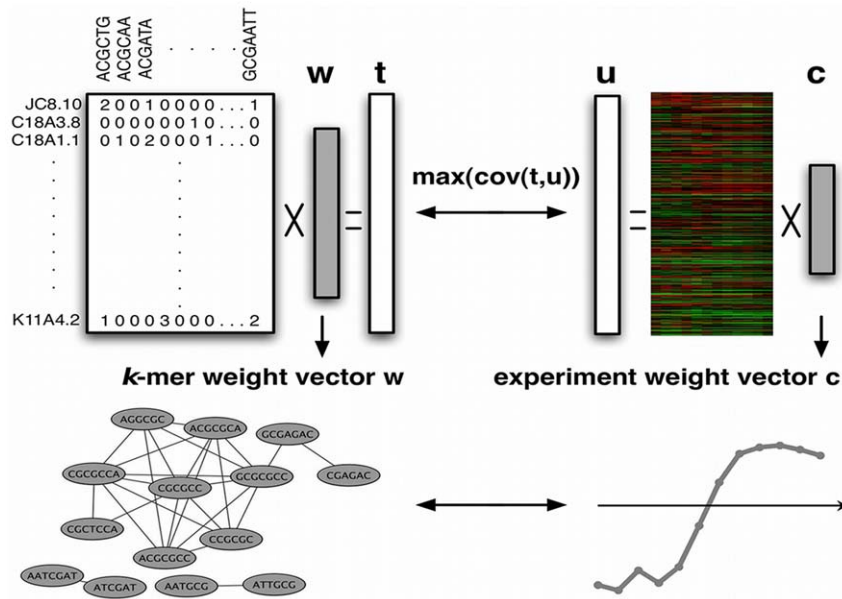 ACGCTG
ACGCAA
ACGATA
. . . .
GCGAATT
w
t
u
c
JC8.10 2 0 0 1 0 0 0 0 . . . 1
C18A3.8 0 0 0 0 0 0 1 0 . . . 0
C18A1.1 0 1 0 2 0 0 0 1 . . . 0
max(cov(t,u))
X
=
=
X
K11A4.2 1 0 0 0 3 0 0 0 . . . 2
k-mer weight vector w
experiment weight vector c
AGGCGC
ACGCGCA
GCGAGAC
CGCGCCA
CGCGCC
GCGCGCC
CGAGAC
CGCTCCA
CCGCGC
ACGCGCC
AATCGAT
ATCGAT
AATGCG
ATTGCG